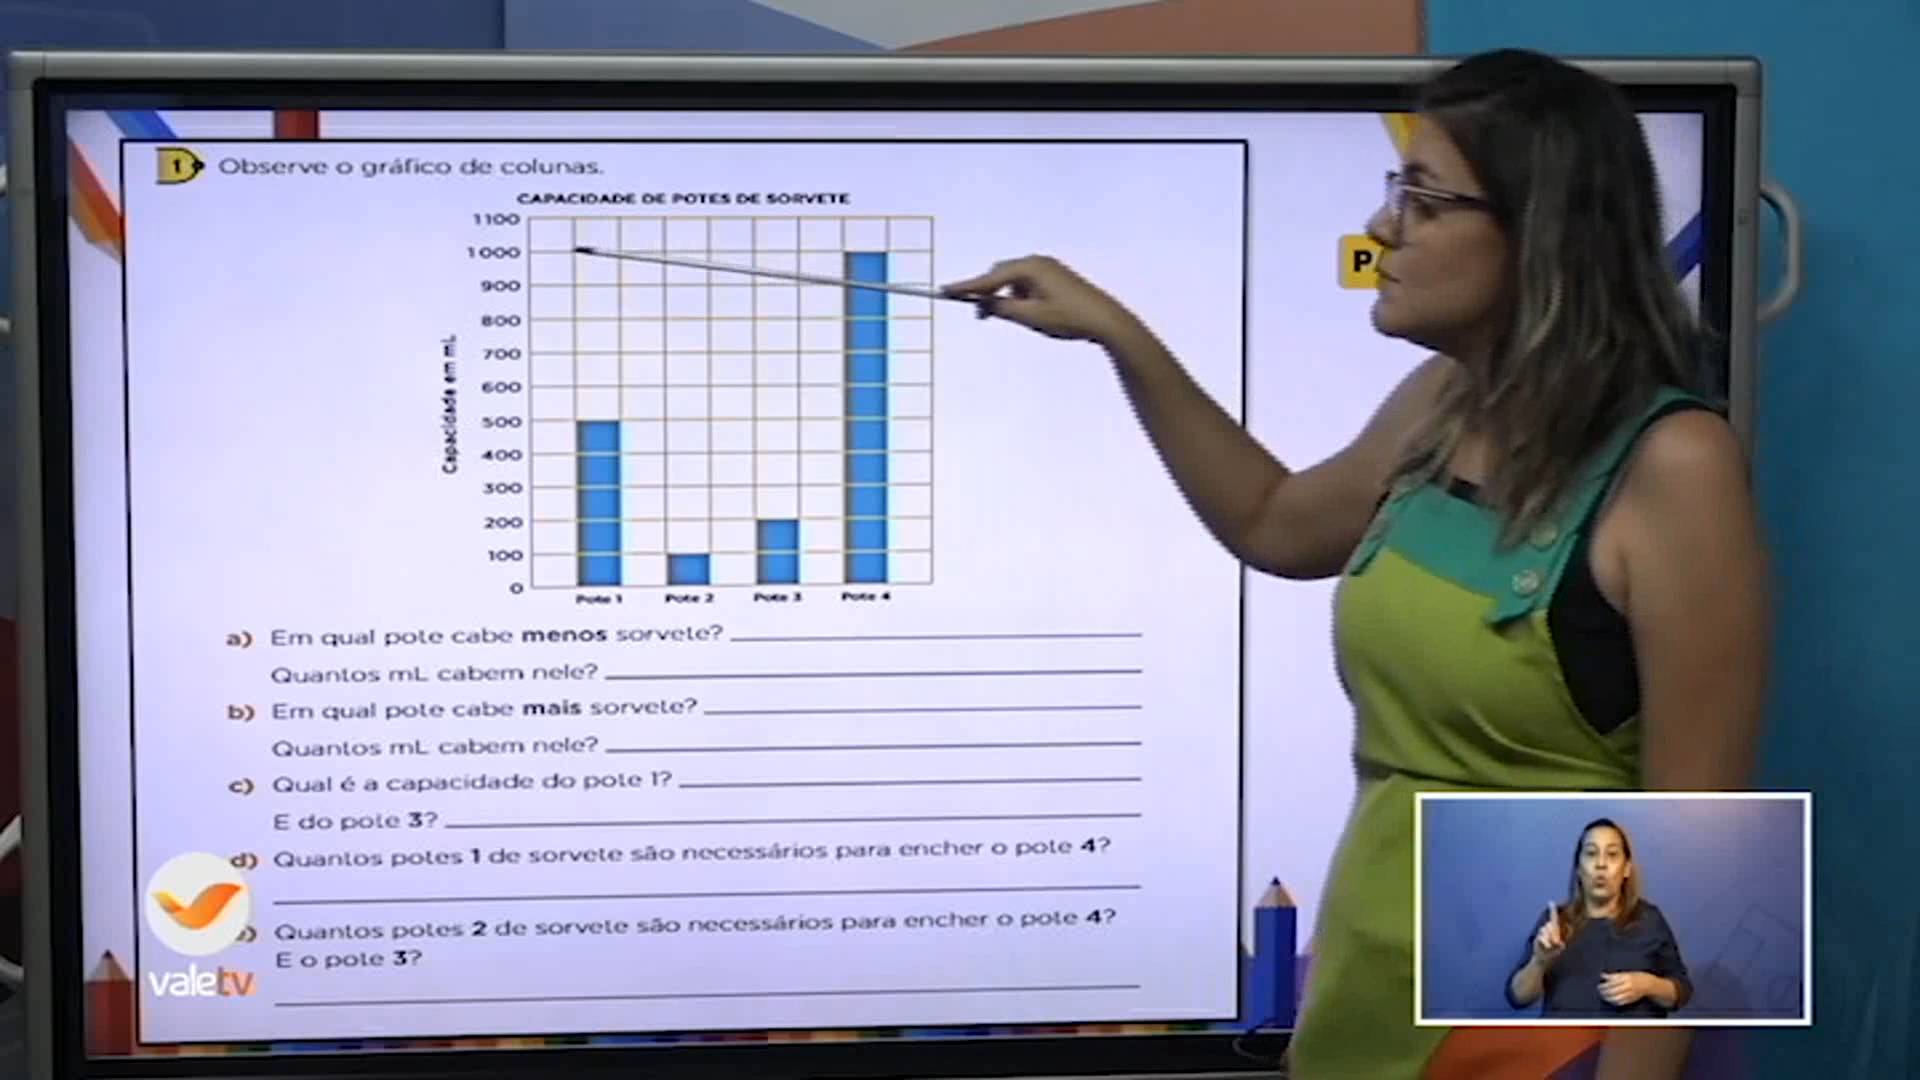 1 Observe o gráfico de colunas.
CAPACIDADE DE POTES DE SORVETE
Capacidade em mL
1100
1000
900
800
700
600
500
400
300
200
100
0
Pote 1 Pote 2 Pote 3 Pote 4
a) Em qual pote cabe menos sorvete?
Quantos mL cabem nele?
b) Em qual pote cabe mais sorvete?
Quantos mL cabem nele?
c) Qual é a capacidade do pote 1?
E do pote 3?
d) Quantos potes 1 de sorvete são necessários para encher o pote 4?
Quantos potes 2 de sorvete são necessários para encher o pote 4?
E o pote 3?
valetv